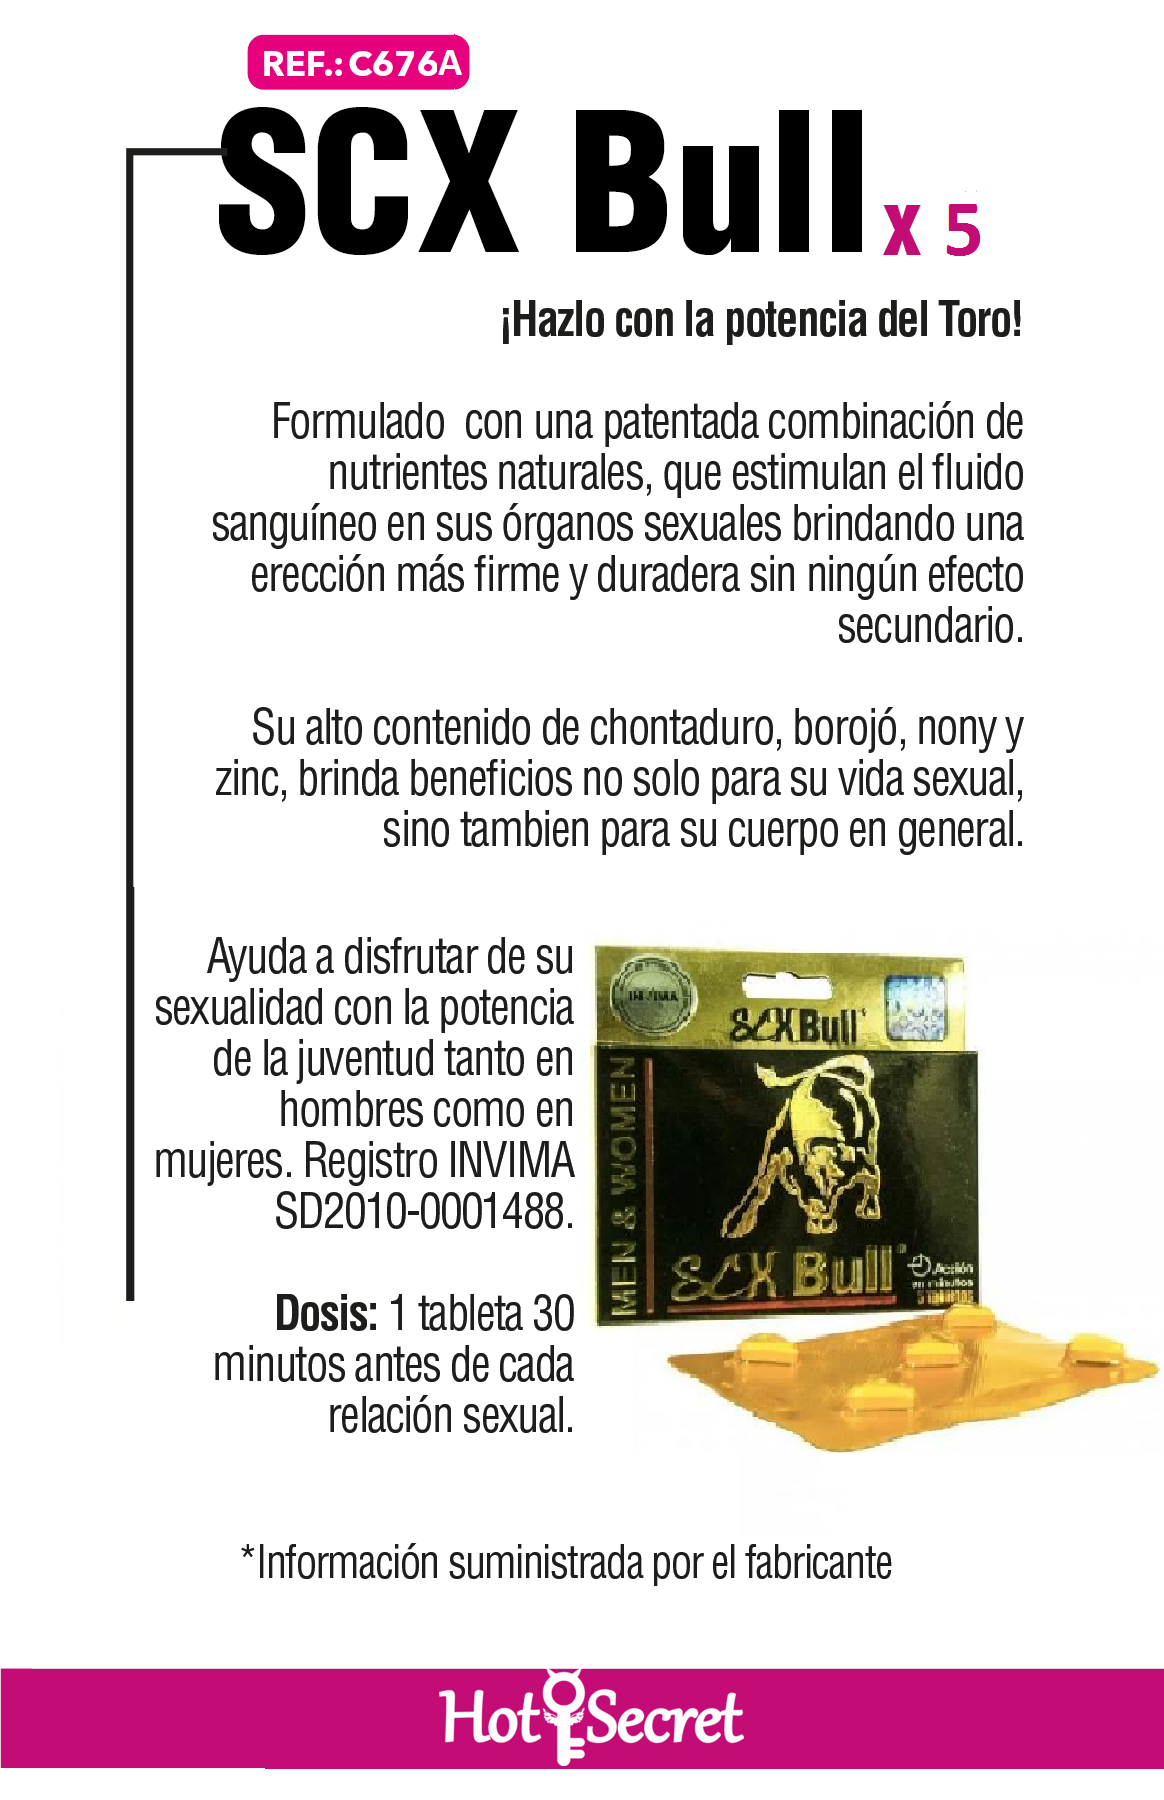 REF.: C676A
SCX Bull x 5
¡Hazlo con la potencia del Toro!
Formulado con una patentada combinación de
nutrientes naturales, que estimulan el fluido
sanguíneo en sus órganos sexuales brindando una
erección más firme y duradera sin ningún efecto
secundario.
Su alto contenido de chontaduro, borojó, nony y
zinc, brinda beneficios no solo para su vida sexual,
sino tambien para su cuerpo en general.
Ayuda a disfrutar de su
sexualidad con la potencia
de la juventud tanto en
hombres como en
mujeres. Registro INVIMA
SD2010-0001488.
Dosis: 1 tableta 30
minutos antes de cada
relación sexual.
INVIMA
SCX Bull
MEN & WOMEN
SCX Bull®
Acción
en minutos
5 tabletas
*Información suministrada por el fabricante
Hot Secret